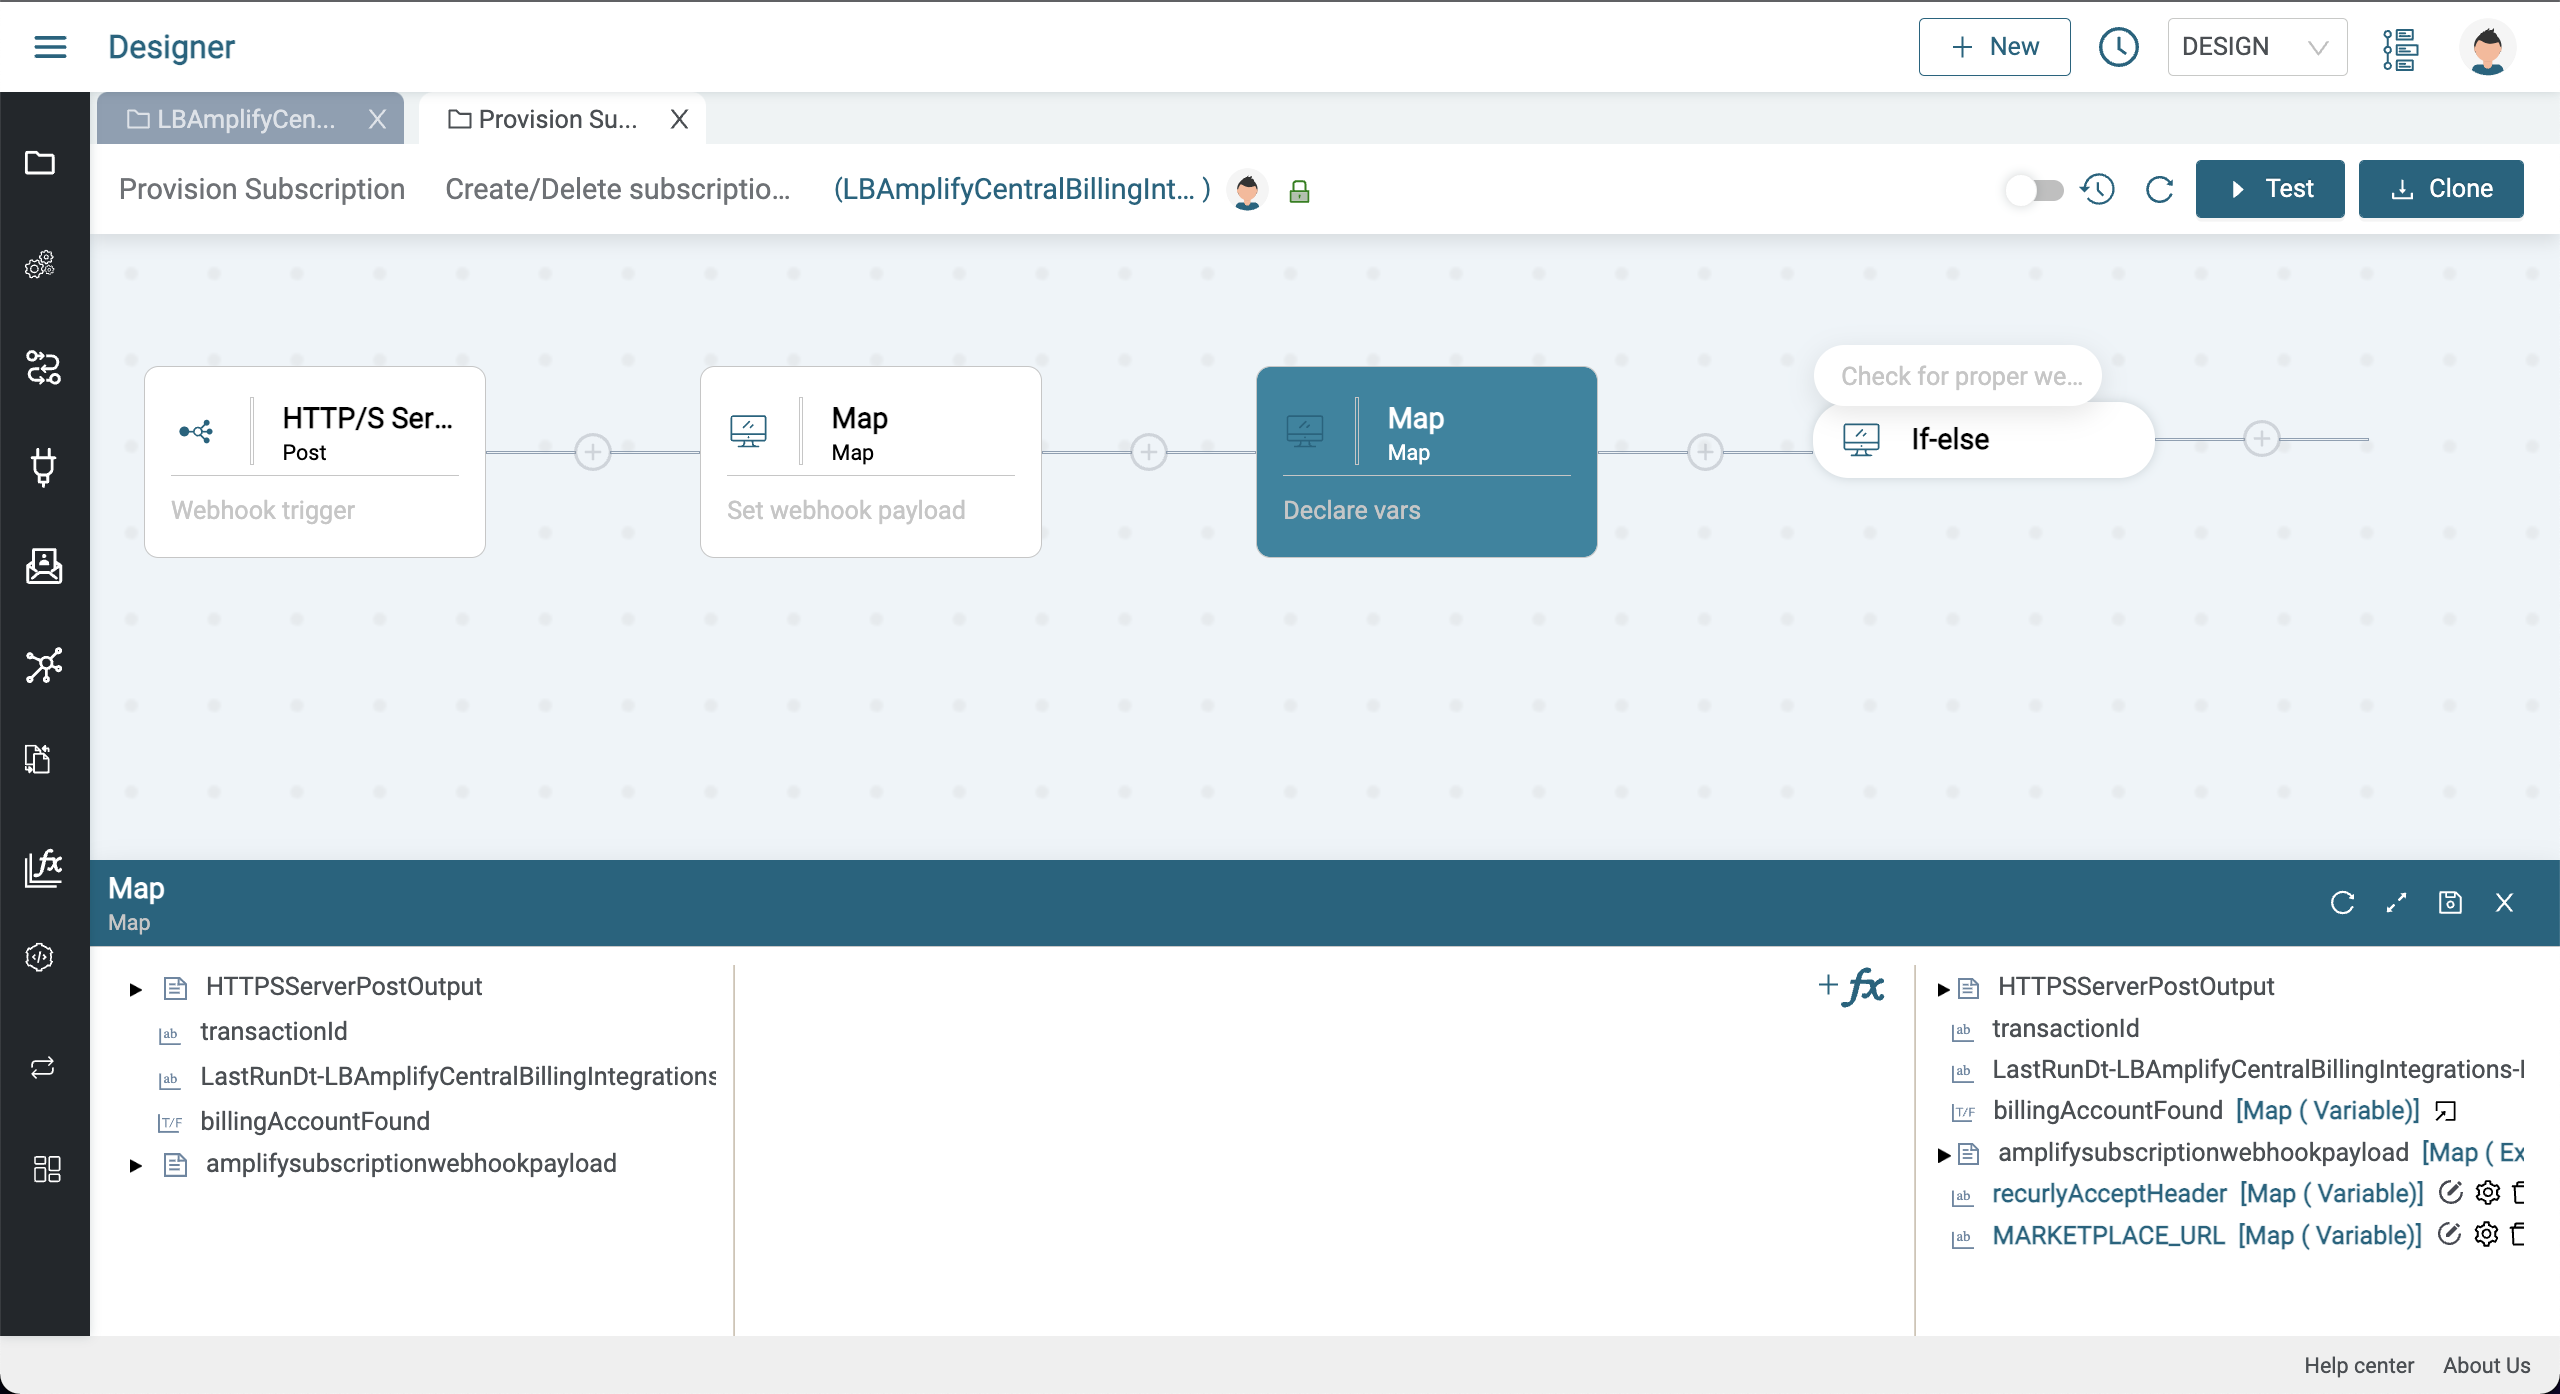 Designer
New
DESIGN
LBAmplifyCen...
X
Provision Su...
X
Provision Subscription
Create/Delete subscriptio...
(LBAmplifyCentralBillingInt... )
Test
Clone
HTTP/S Ser...
Post
Webhook trigger
Map
Map
Set webhook payload
Map
Map
Declare vars
Check for proper we...
If-else
Map
Map
HTTPSServerPostOutput
ab transactionId
ab LastRunDt-LBAmplifyCentralBillingIntegrations
T/F billingAccountFound
amplifysubscriptionwebhookpayload
+ fx
HTTPSServerPostOutput
ab transactionId
ab LastRunDt-LBAmplifyCentralBillingIntegrations-
T/F billingAccountFound [Map ( Variable)]
amplifysubscriptionwebhookpayload [Map ( Ex
ab recurlyAcceptHeader [Map ( Variable)]
ab MARKETPLACE_URL [Map ( Variable)]
Help center
About Us